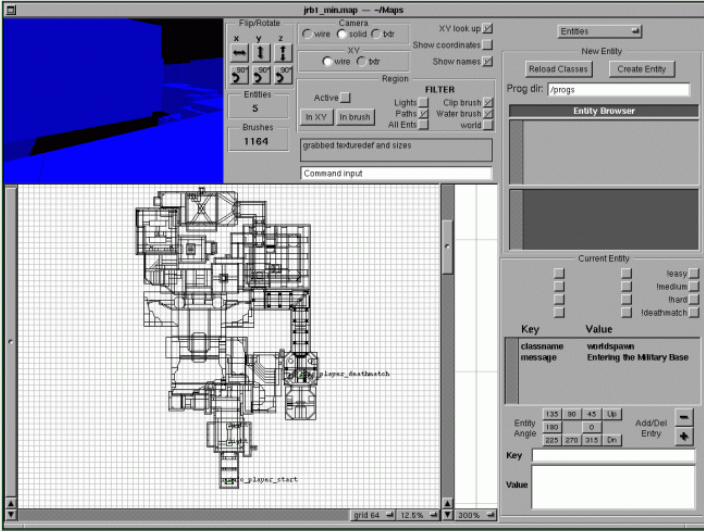 jrb1_min.map — ~/Maps
Flip/Rotate
x y z
90° 90° 90°
Entities
5
Brushes
1164
Camera
wire solid txtr
XY
wire txtr
XY look up
Show coordinates
Show names
Region
Active
In XY In brush
FILTER
Lights Clip brush
Paths Water brush
All Ents world
grabbed texturedef and sizes
Command input
Entities
New Entity
Reload Classes Create Entity
Prog dir: /progs
Entity Browser
Current Entity
!easy
!medium
!hard
!deathmatch
Key Value
classname worldspawn
message Entering the Military Base
Entity Angle
135 90 45 Up
180 0
225 270 315 Dn
Add/Del Entry
Key
Value
player_deathmatch
player_start
grid 64 12.5% 300%